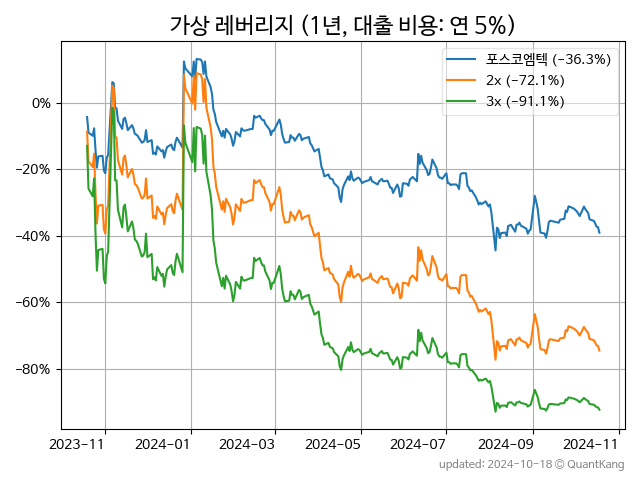 가상 레버리지 (1년, 대출 비용: 연 5%)
포스코엠텍 (-36.3%)
2x (-72.1%)
3x (-91.1%)
0%
-20%
-40%
-60%
-80%
2023-11 2024-01 2024-03 2024-05 2024-07 2024-09 2024-11
updated: 2024-10-18 © QuantKang